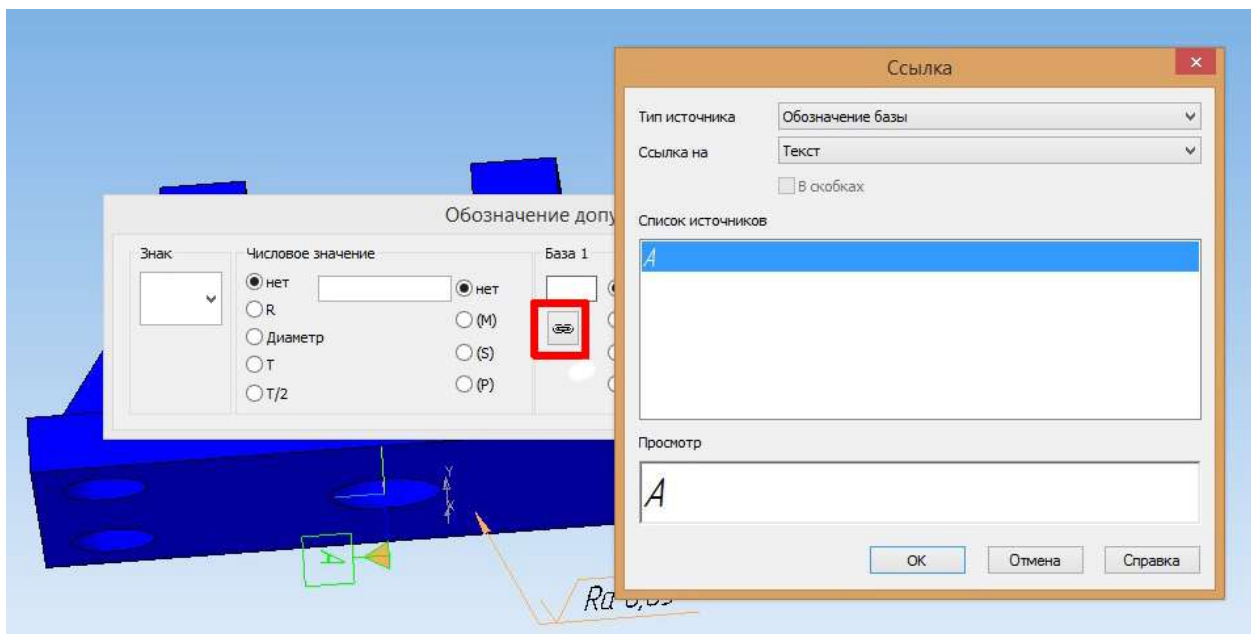 Ссылка
Тип источника Обозначение базы
Ссылка на Текст
В скобках
Список источников
A
Просмотр
A
OK Отмена Справка
Обозначение
Знак Числовое значение База 1
нет нет
R (M)
Диаметр (S)
T (P)
T/2
Y
X
A
Ra